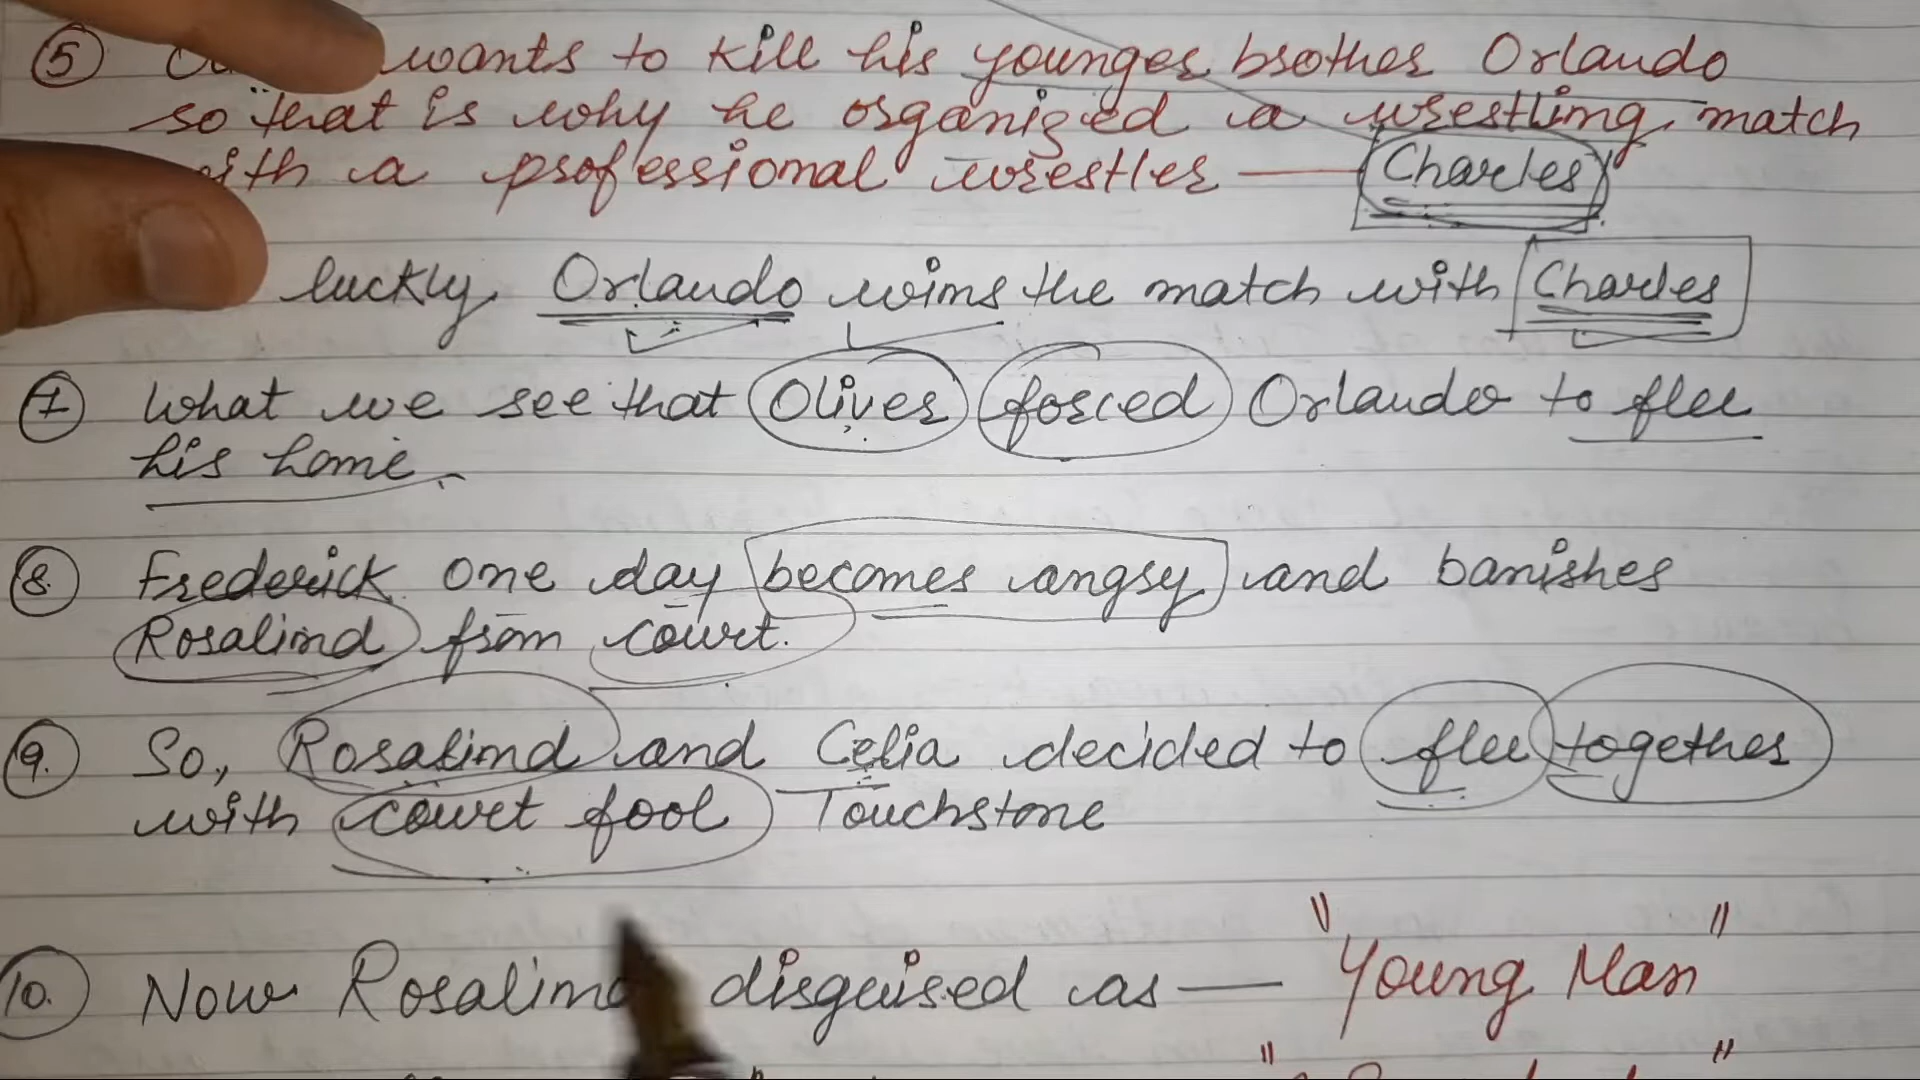 5 wants to kill his younger brother Orlando
so that is why he organized a wrestling match
with a professional wrestler — Charles
luckly Orlando wins the match with Charles
7 What we see that Oliver forced Orlando to flee
his home.
8. Frederick one day becomes angry and banishes
Rosalind from court.
9. So, Rosalind and Celia decided to flee together
with court fool Touchstone
10. Now Rosalind disguised as — "Young Man"